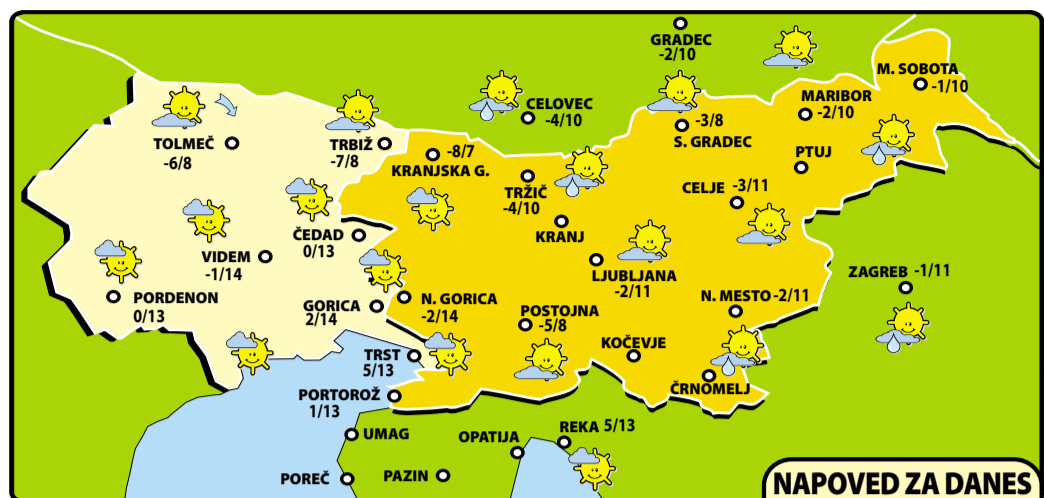 GRADEC
-2/10
M. SOBOTA
-1/10
CELOVEC
-4/10
MARIBOR
-2/10
-3/8
S. GRADEC
TOLMEČ
-6/8
TRBIŽ
-7/8
-8/7
KRANJSKA G.
PTUJ
TRŽIČ
-4/10
CELJE -3/11
KRANJ
ČEDAD
0/13
VIDEM
-1/14
LJUBLJANA
-2/11
ZAGREB -1/11
PORDENON
0/13
GORICA
2/14
N. GORICA
-2/14
N. MESTO -2/11
POSTOJNA
-5/8
KOČEVJE
TRST
5/13
ČRNOMELJ
PORTOROŽ
1/13
UMAG
OPATIJA
REKA 5/13
POREČ
PAZIN
NAPOVED ZA DANES